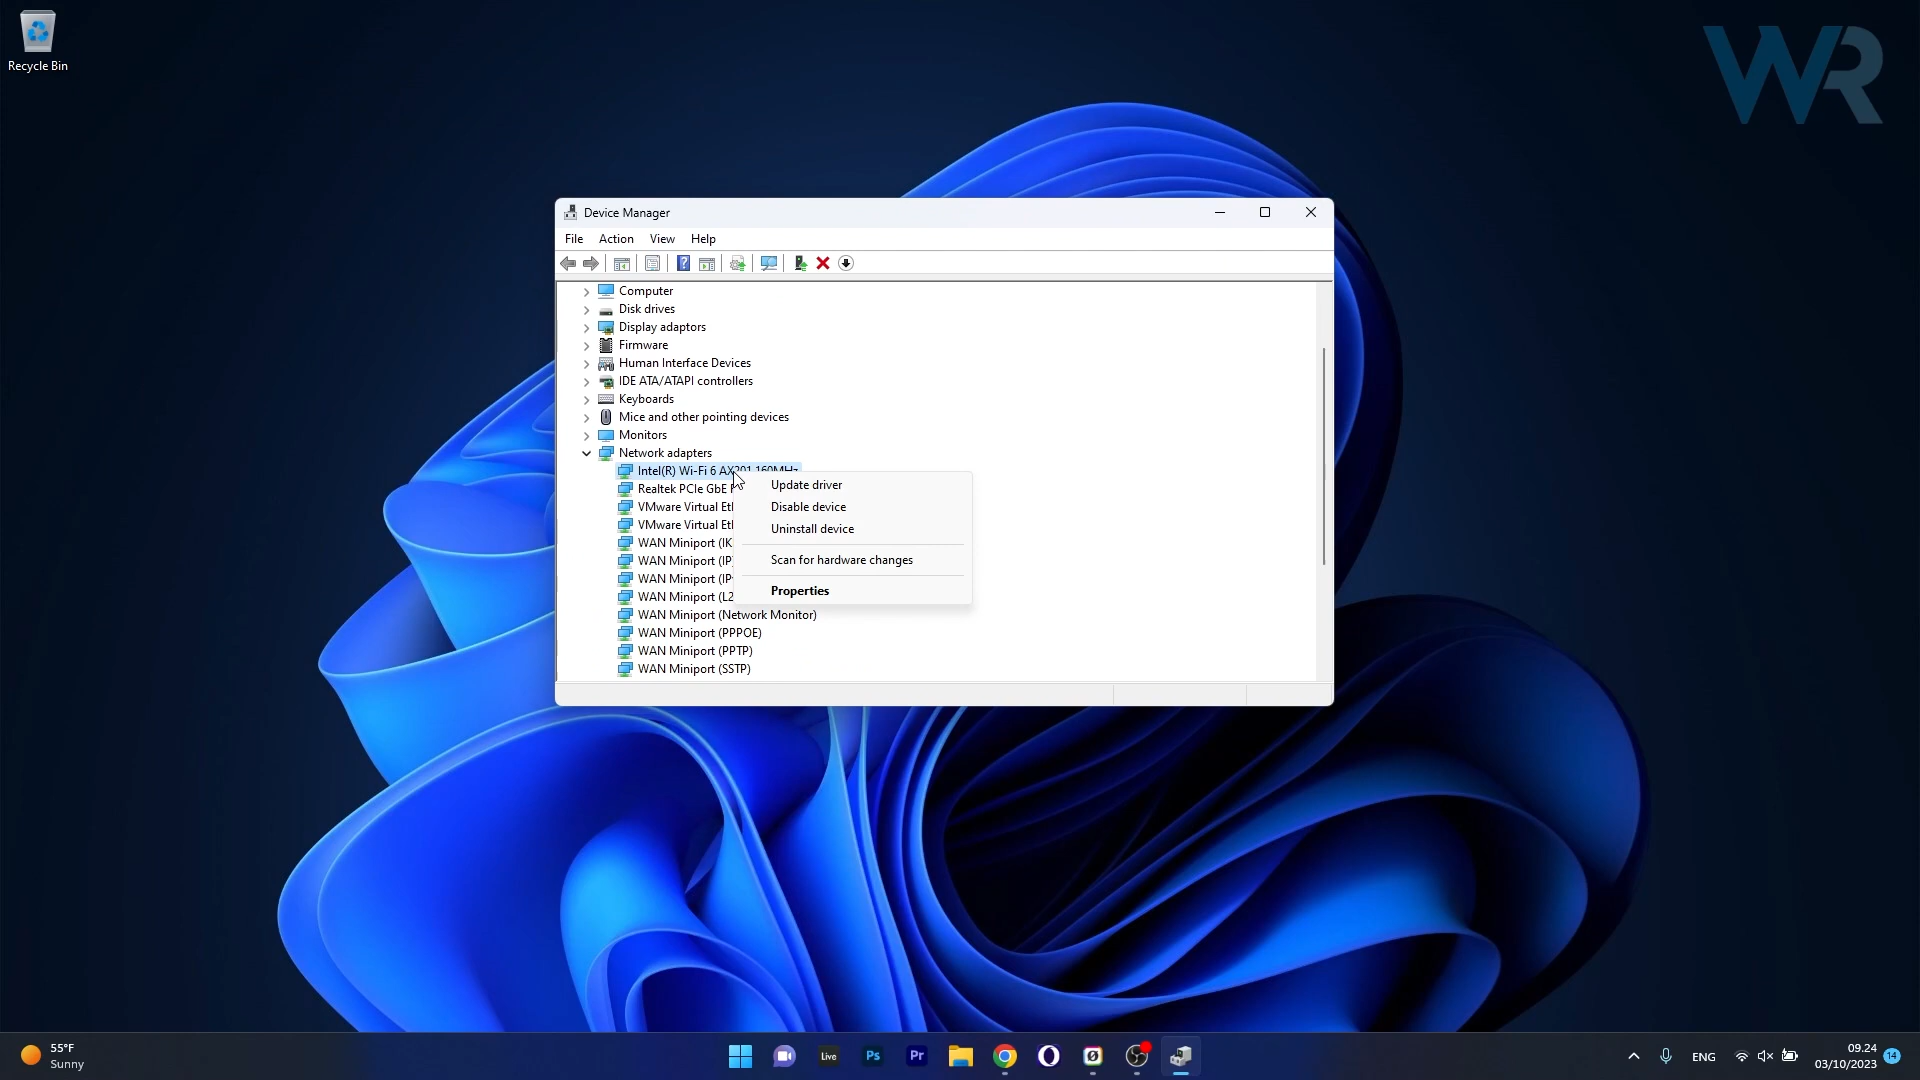 Recycle Bin
WR
Device Manager
File Action View Help
Computer
Disk drives
Display adaptors
Firmware
Human Interface Devices
IDE ATA/ATAPI controllers
Keyboards
Mice and other pointing devices
Monitors
Network adapters
Intel(R) Wi-Fi 6 AX201 160MHz
Realtek PCIe GbE
VMware Virtual
VMware Virtual
WAN Miniport
WAN Miniport
WAN Miniport
WAN Miniport
WAN Miniport (Network Monitor)
WAN Miniport (PPPOE)
WAN Miniport (PPTP)
WAN Miniport (SSTP)
Update driver
Disable device
Uninstall device
Scan for hardware changes
Properties
55°F
Sunny
Live
Ps
Pr
ENG
09.24
03/10/2023
14